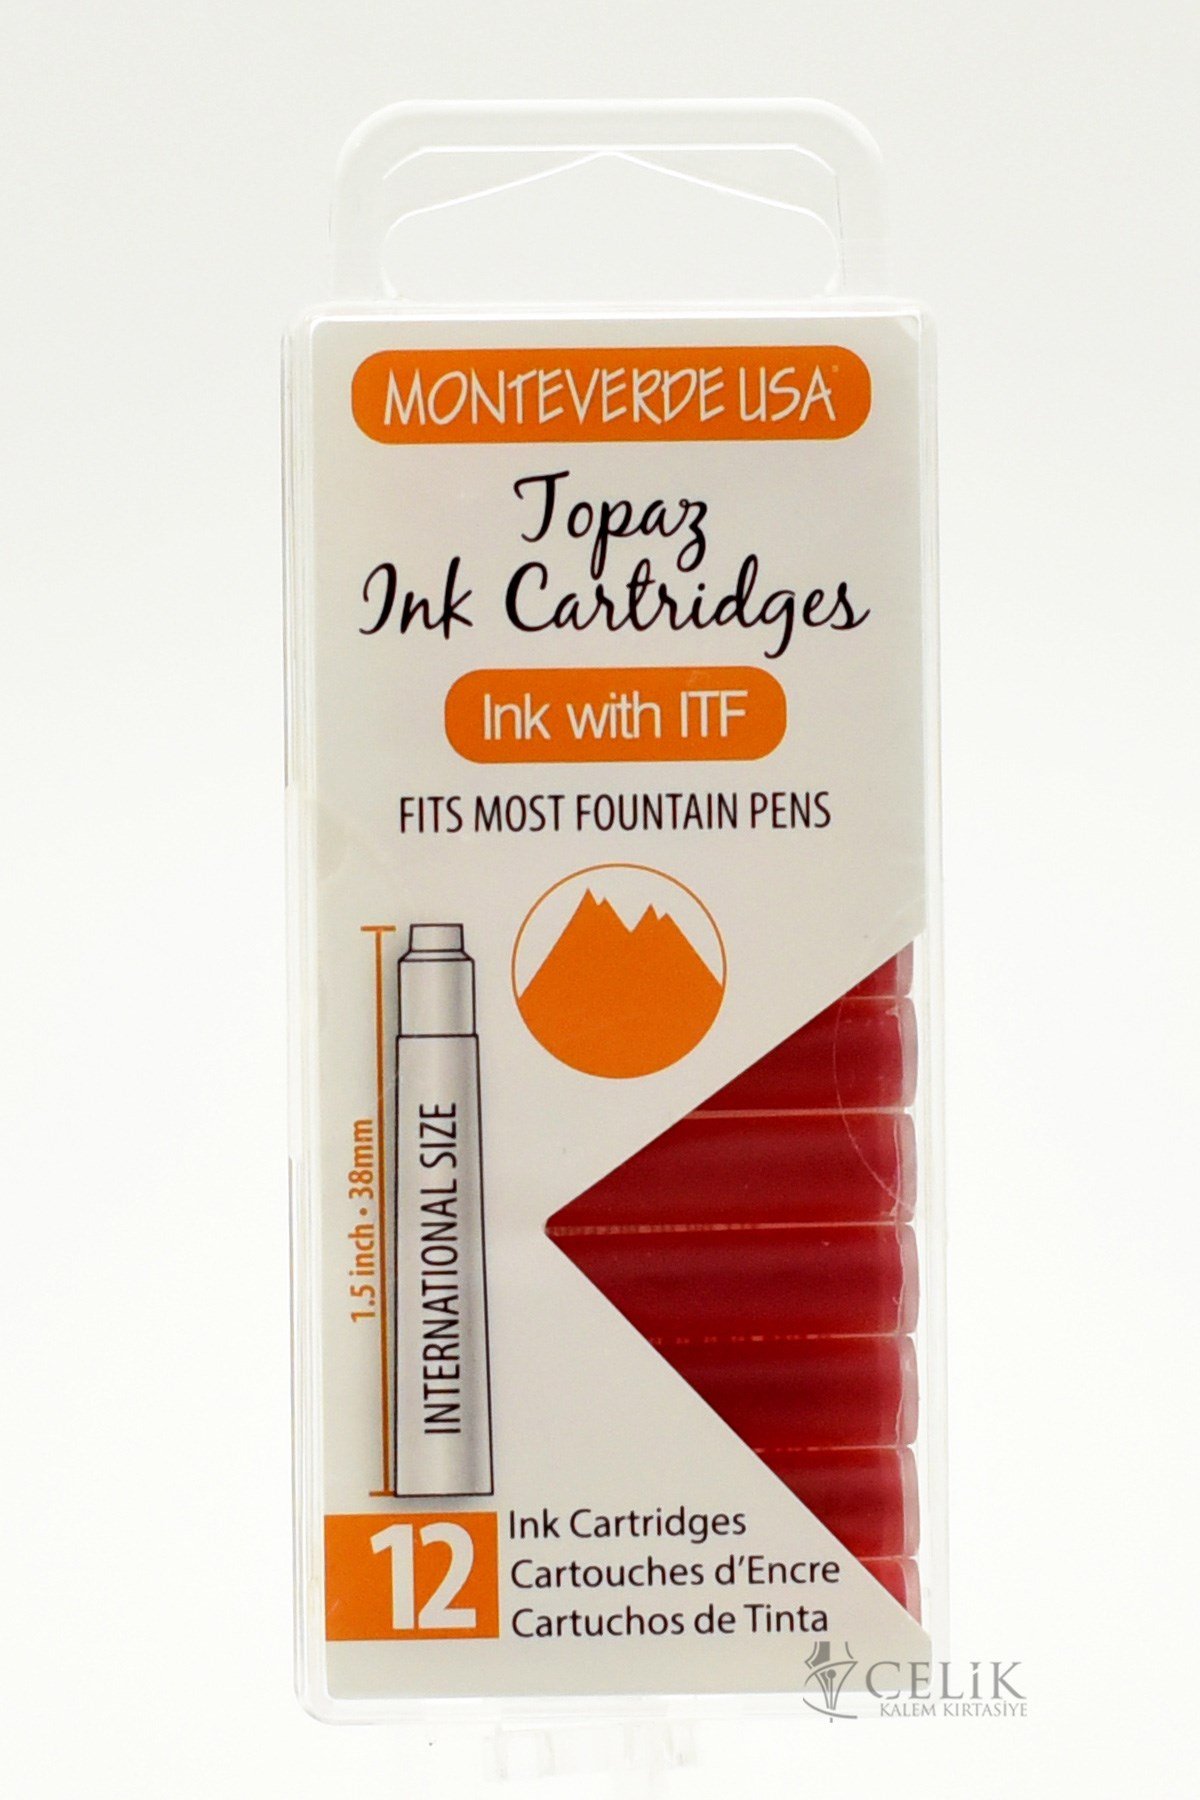 MONTEVERDE USA®
Topaz
Ink Cartridges
Ink with ITF
FITS MOST FOUNTAIN PENS
1.5 inch • 38mm
INTERNATIONAL SIZE
12
Ink Cartridges
Cartouches d'Encre
Cartuchos de Tinta
ÇELİK
KALEM KIRTASİYE